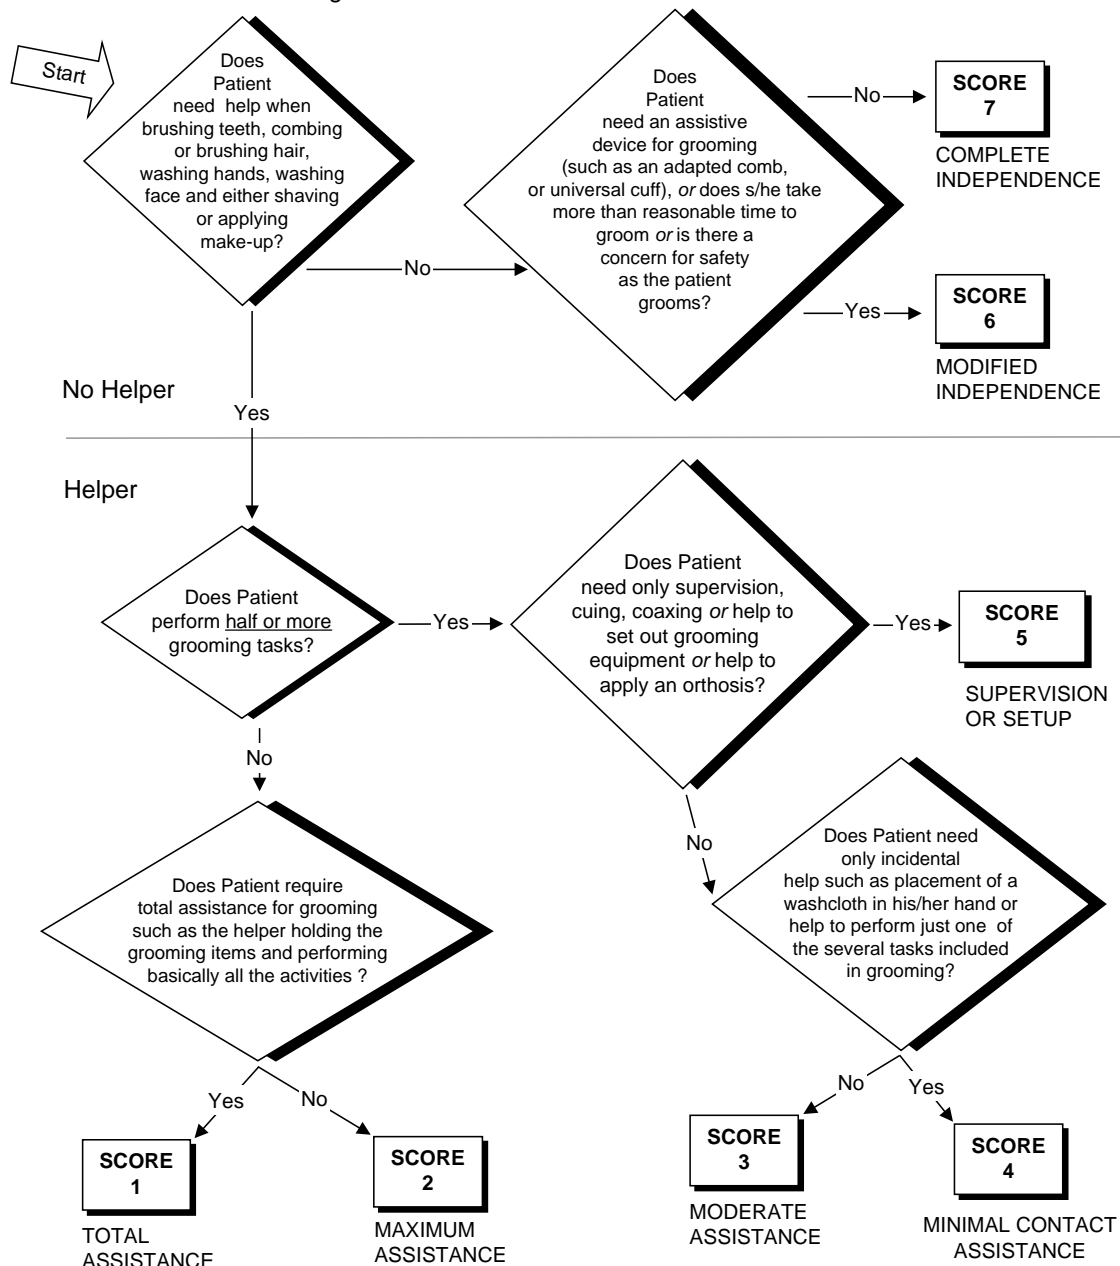 Start
Does
Patient
need help when
brushing teeth, combing
or brushing hair,
washing hands, washing
face and either shaving
or applying
make-up?
No
Does
Patient
need an assistive
device for grooming
(such as an adapted comb,
or universal cuff), or does s/he take
more than reasonable time to
groom or is there a
concern for safety
as the patient
grooms?
No
SCORE
7
COMPLETE
INDEPENDENCE
Yes
SCORE
6
MODIFIED
INDEPENDENCE
No Helper
Yes
Helper
Does Patient
perform half or more
grooming tasks?
Yes
Does Patient
need only supervision,
cuing, coaxing or help to
set out grooming
equipment or help to
apply an orthosis?
Yes
SCORE
5
SUPERVISION
OR SETUP
No
No
Does Patient require
total assistance for grooming
such as the helper holding the
grooming items and performing
basically all the activities ?
Does Patient need
only incidental
help such as placement of a
washcloth in his/her hand or
help to perform just one of
the several tasks included
in grooming?
Yes
No
No
Yes
SCORE
1
TOTAL
ASSISTANCE
SCORE
2
MAXIMUM
ASSISTANCE
SCORE
3
MODERATE
ASSISTANCE
SCORE
4
MINIMAL CONTACT
ASSISTANCE